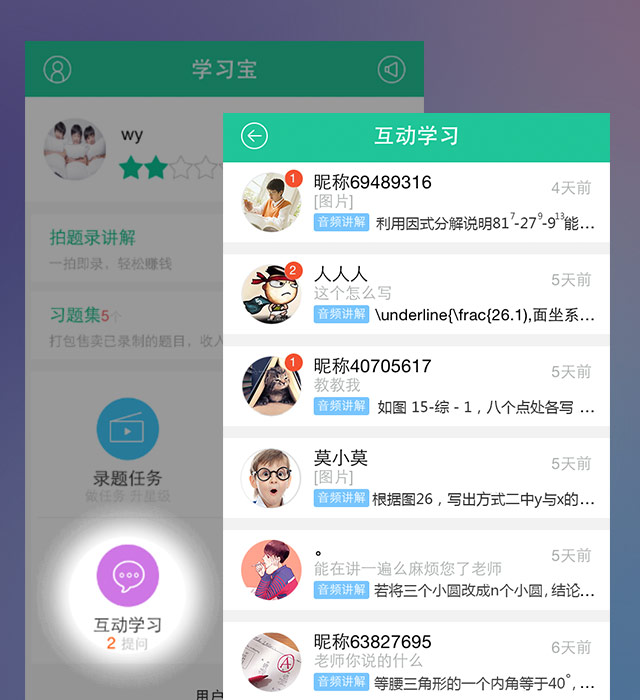 学习宝
wy
拍题录讲解
一拍即录，轻松赚钱
习题集5个
打包售卖已录制的题目，收入
录题任务
做任务 升星级
互动学习
2 提问
用户
互动学习
1
昵称69489316
4天前
[图片]
音频讲解 利用因式分解说明81⁷-27⁹-9¹³能...
2
人人人
5天前
这个怎么写
音频讲解 \underline{\frac{26.1),面坐系...
1
昵称40705617
5天前
教教我
音频讲解 如图 15-综 - 1，八个点处各写 ...
莫小莫
5天前
[图片]
音频讲解 根据图26，写出方式二中y与x的...
。
5天前
能在讲一遍么麻烦您了老师
音频讲解 若将三个小圆改成n个小圆, 结论...
昵称63827695
6天前
老师你说的什么
音频讲解 等腰三角形的一个内角等于40°, ...